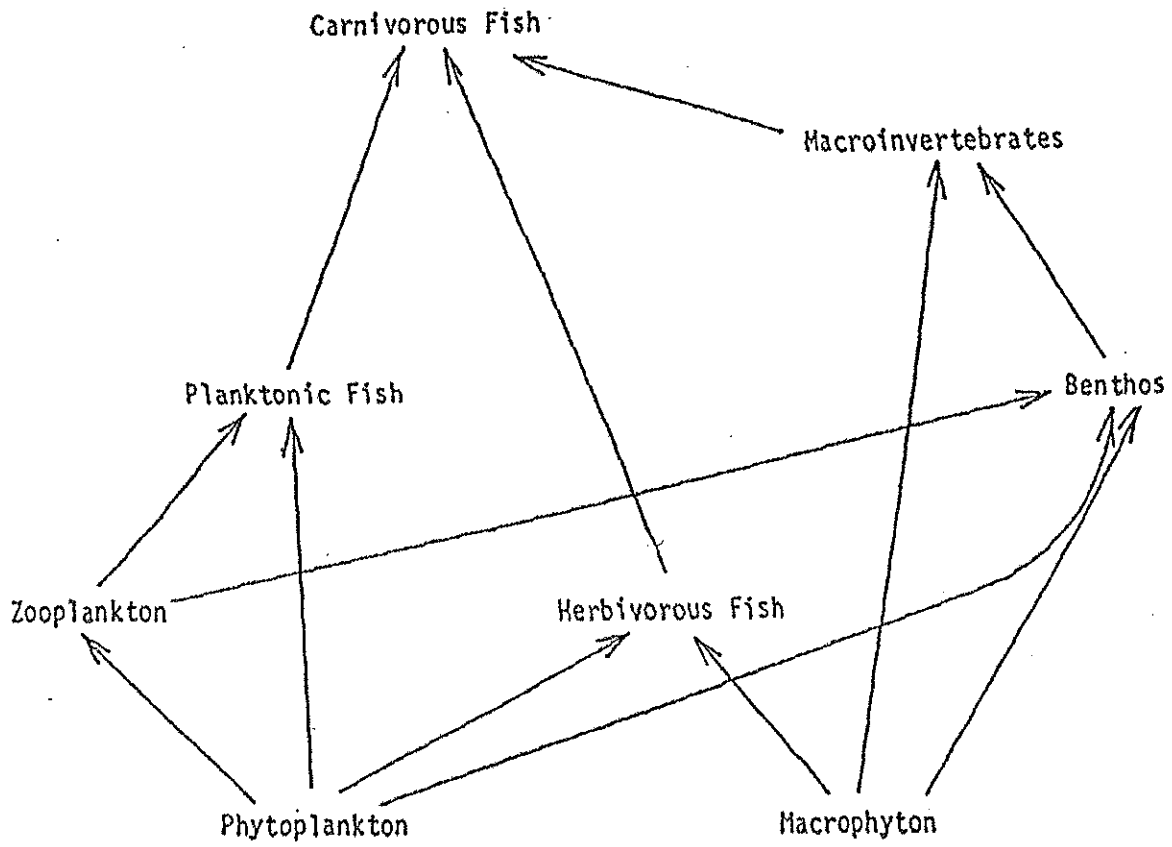 Carnivorous Fish
Macroinvertebrates
Planktonic Fish
Benthos
Zooplankton
Herbivorous Fish
Phytoplankton
Macrophyton